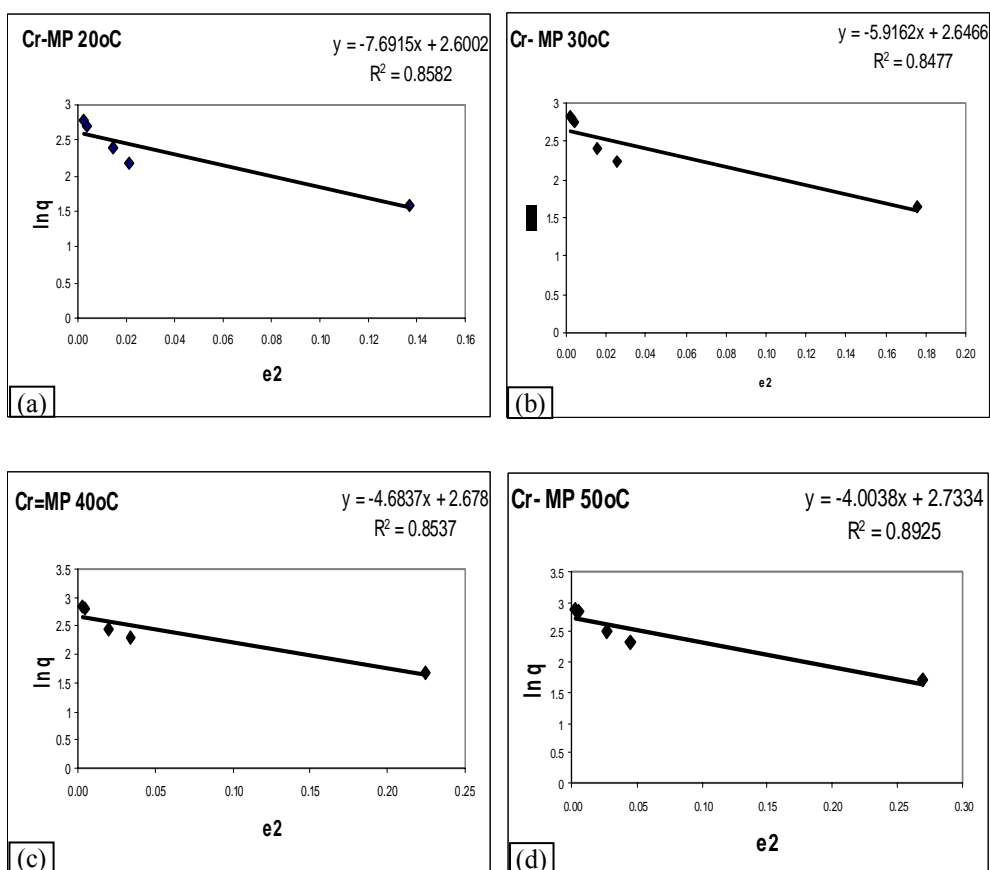 Cr-MP 20oC
y = -7.6915x + 2.6002
R² = 0.8582
3
2.5
2
1.5
1
0.5
0
ln q
0.00 0.02 0.04 0.06 0.08 0.10 0.12 0.14 0.16
e2
(a)
Cr- MP 30oC
y = -5.9162x + 2.6466
R² = 0.8477
3
2.5
2
1.5
1
0.5
0
0.00 0.02 0.04 0.06 0.08 0.10 0.12 0.14 0.16 0.18 0.20
e2
(b)
Cr=MP 40oC
y = -4.6837x + 2.678
R² = 0.8537
3.5
3
2.5
2
1.5
1
0.5
0
ln q
0.00 0.05 0.10 0.15 0.20 0.25
e2
(c)
Cr- MP 50oC
y = -4.0038x + 2.7334
R² = 0.8925
3.5
3
2.5
2
1.5
1
0.5
0
ln q
0.00 0.05 0.10 0.15 0.20 0.25 0.30
e2
(d)